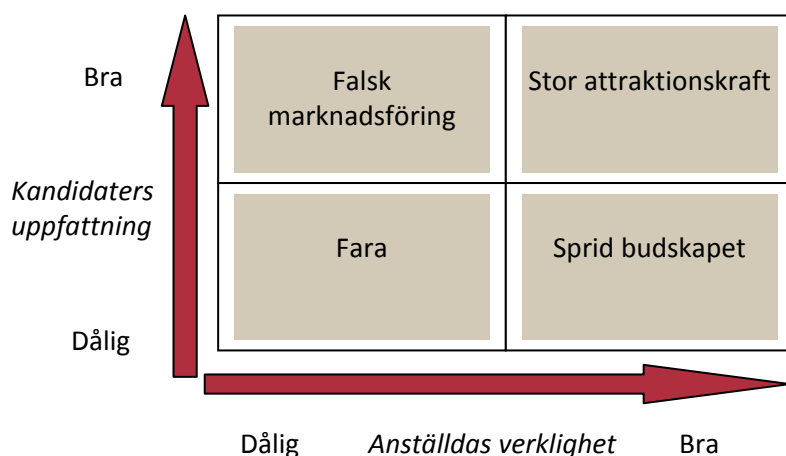 Bra
Falsk
marknadsföring
Stor attraktionskraft
Kandidaters
uppfattning
Fara
Sprid budskapet
Dålig
Dålig
Anställdas verklighet
Bra